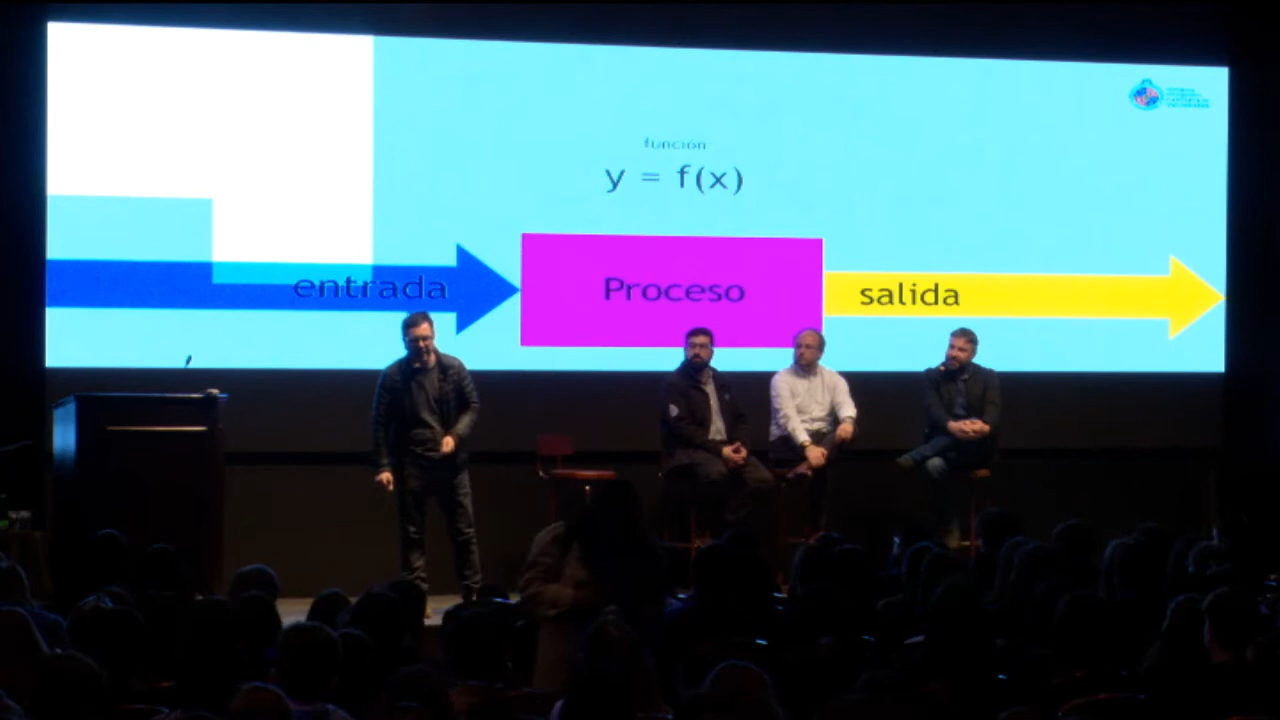 función
y = f(x)
entrada
Proceso
salida